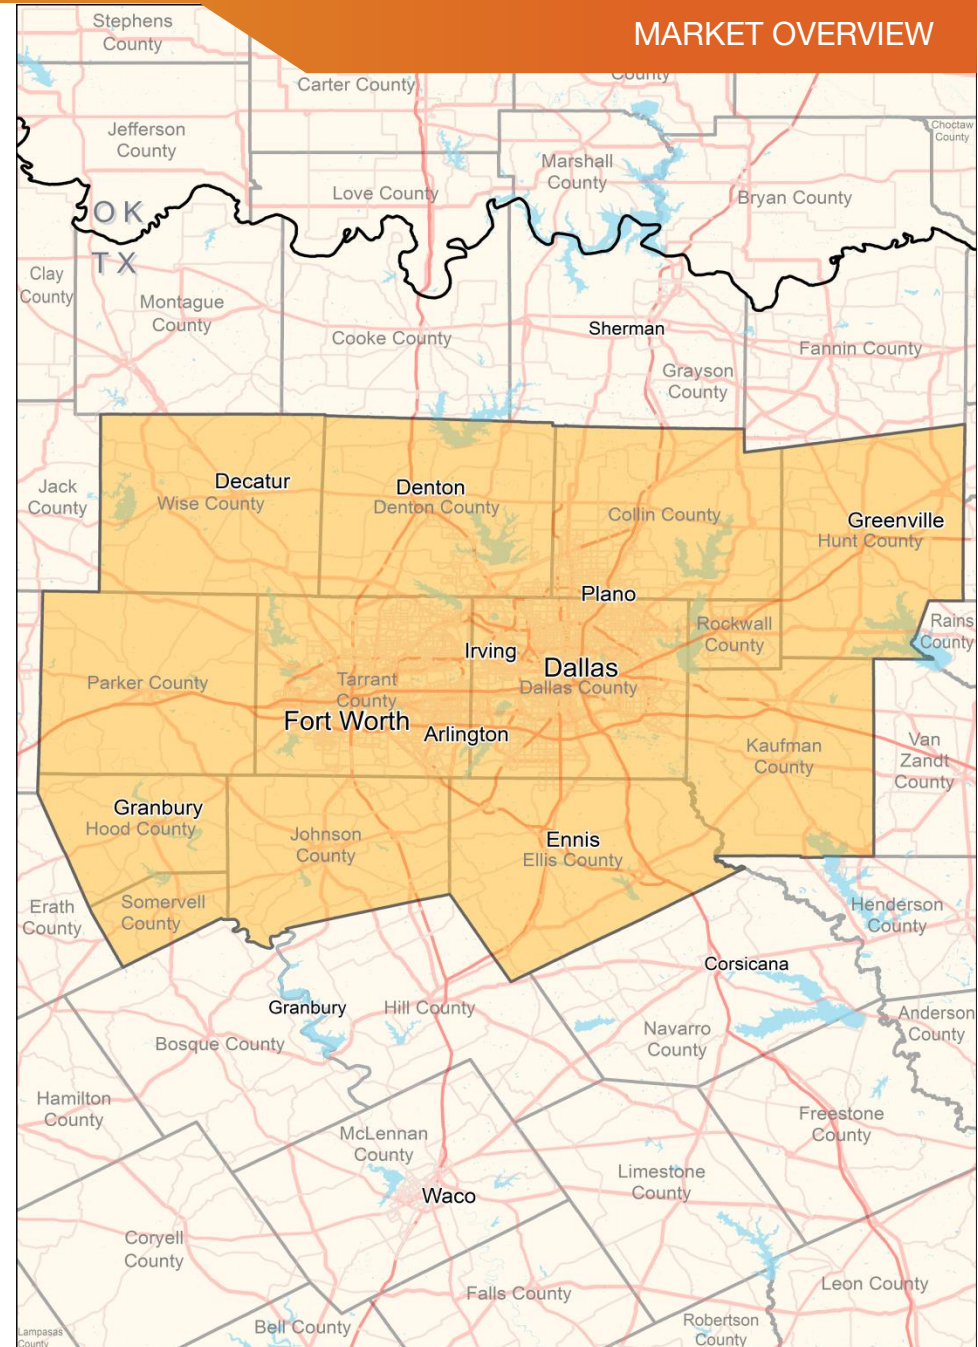 MARKET OVERVIEW
Stephens
County
Carter County
County
Jefferson
County
Choctaw
County
Marshall
County
Love County
Bryan County
OK
TX
Clay
County
Montague
County
Cooke County
Sherman
Fannin County
Grayson
County
Jack
County
Decatur
Wise County
Denton
Denton County
Collin County
Greenville
Hunt County
Plano
Rockwall
County
Rains
County
Irving
Dallas
Dallas County
Parker County
Tarrant
County
Fort Worth
Arlington
Kaufman
County
Van
Zandt
County
Granbury
Hood County
Johnson
County
Ennis
Ellis County
Erath
County
Somervell
County
Henderson
County
Corsicana
Granbury
Hill County
Anderson
County
Bosque County
Navarro
County
Hamilton
County
Freestone
County
McLennan
County
Limestone
County
Waco
Coryell
County
Falls County
Leon County
Bell County
Robertson
County
Lampasas
County